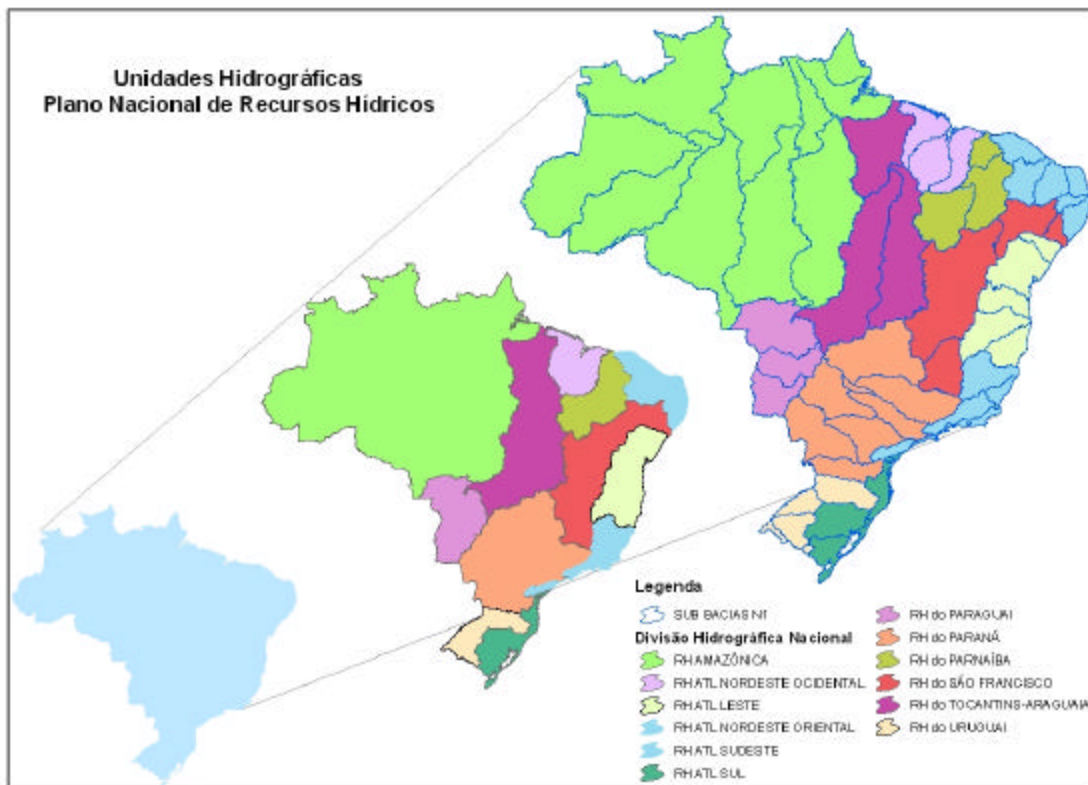 Unidades Hidrográficas
Plano Nacional de Recursos Hídricos
Legenda
SUB BACIAS N1
Divisão Hidrográfica Nacional
RH AMAZÔNICA
RH ATL NORDESTE OCIDENTAL
RH ATL LESTE
RH ATL NORDESTE ORIENTAL
RH ATL SUDESTE
RH ATL SUL
RH do PARAGUAI
RH do PARANÁ
RH do PARNAÍBA
RH do SÃO FRANCISCO
RH do TOCANTINS-ARAGUAIA
RH do URUGUAI